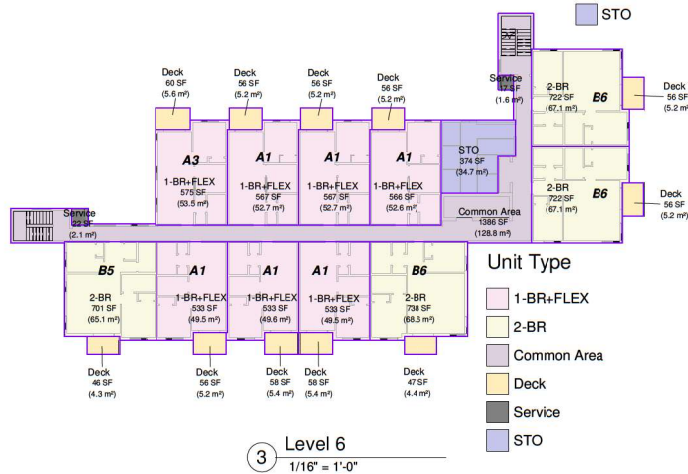 STO
Deck
60 SF
(5.6 m²)
Deck
56 SF
(5.2 m²)
Deck
56 SF
(5.2 m²)
Deck
56 SF
(5.2 m²)
Service
17 SF
(1.6 m²)
2-BR
722 SF
(67.1 m²)
B6
Deck
56 SF
(5.2 m²)
A3
1-BR+FLEX
575 SF
(53.5 m²)
A1
1-BR+FLEX
567 SF
(52.7 m²)
A1
1-BR+FLEX
567 SF
(52.7 m²)
A1
1-BR+FLEX
566 SF
(52.6 m²)
STO
374 SF
(34.7 m²)
2-BR
722 SF
(67.1 m²)
B6
Deck
56 SF
(5.2 m²)
Service
22 SF
(2.1 m²)
Common Area
1386 SF
(128.8 m²)
B5
2-BR
701 SF
(65.1 m²)
A1
1-BR+FLEX
533 SF
(49.5 m²)
A1
1-BR+FLEX
533 SF
(49.6 m²)
A1
1-BR+FLEX
533 SF
(49.5 m²)
B6
2-BR
Deck
46 SF
(4.3 m²)
Deck
56 SF
(5.2 m²)
Deck
58 SF
(5.4 m²)
Deck
58 SF
(5.4 m²)
Deck
47 SF
(4.4 m²)
Unit Type
1-BR+FLEX
2-BR
Common Area
Deck
Service
STO
3 Level 6
1/16" = 1'-0"